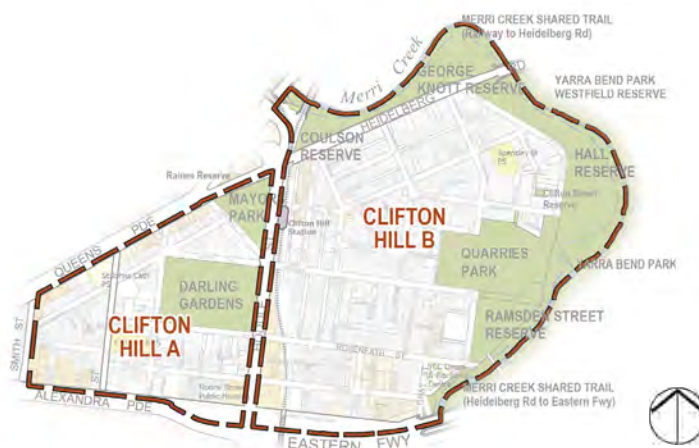 MERRI CREEK SHARED TRAIL
(Railway to Heidelberg Rd)
Merri Creek
GEORGE
KNOTT RESERVE
HEIDELBERG RD
YARRA BEND PARK
WESTFIELD RESERVE
COULSON
RESERVE
HALL
RESERVE
Raines Reserve
MAYOR
PARK
Clifton Hill
Station
CLIFTON
HILL B
QUARRIES
PARK
QUEENS PDE
YARRA BEND PARK
DARLING
GARDENS
RAMSDEN STREET
RESERVE
CLIFTON
HILL A
SMITH ST
ST
ROSENEATH ST
ALEXANDRA PDE
MERRI CREEK SHARED TRAIL
(Heidelberg Rd to Eastern Fwy)
EASTERN FWY